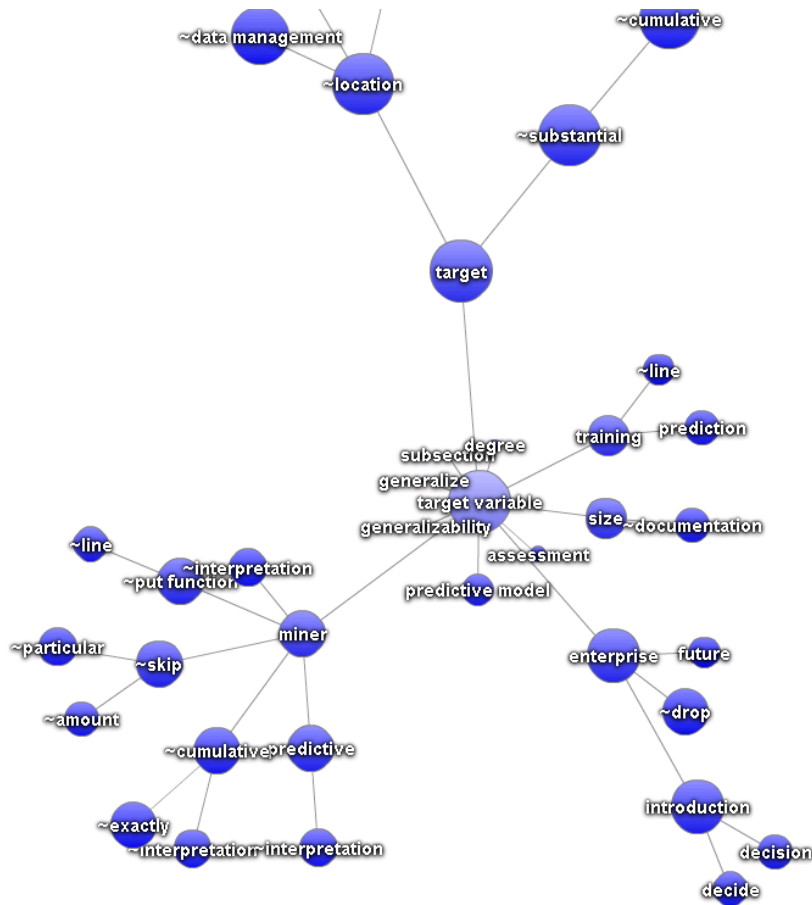 ~cumulative
~data management
~location
~substantial
target
~line
prediction
training
degree
subsection
generalize
target variable
size
~documentation
generalizability
assessment
predictive model
~line
~interpretation
~put function
miner
~particular
~skip
~amount
enterprise
future
~drop
~cumulative
predictive
introduction
~exactly
~interpretation
~interpretation
decision
decide